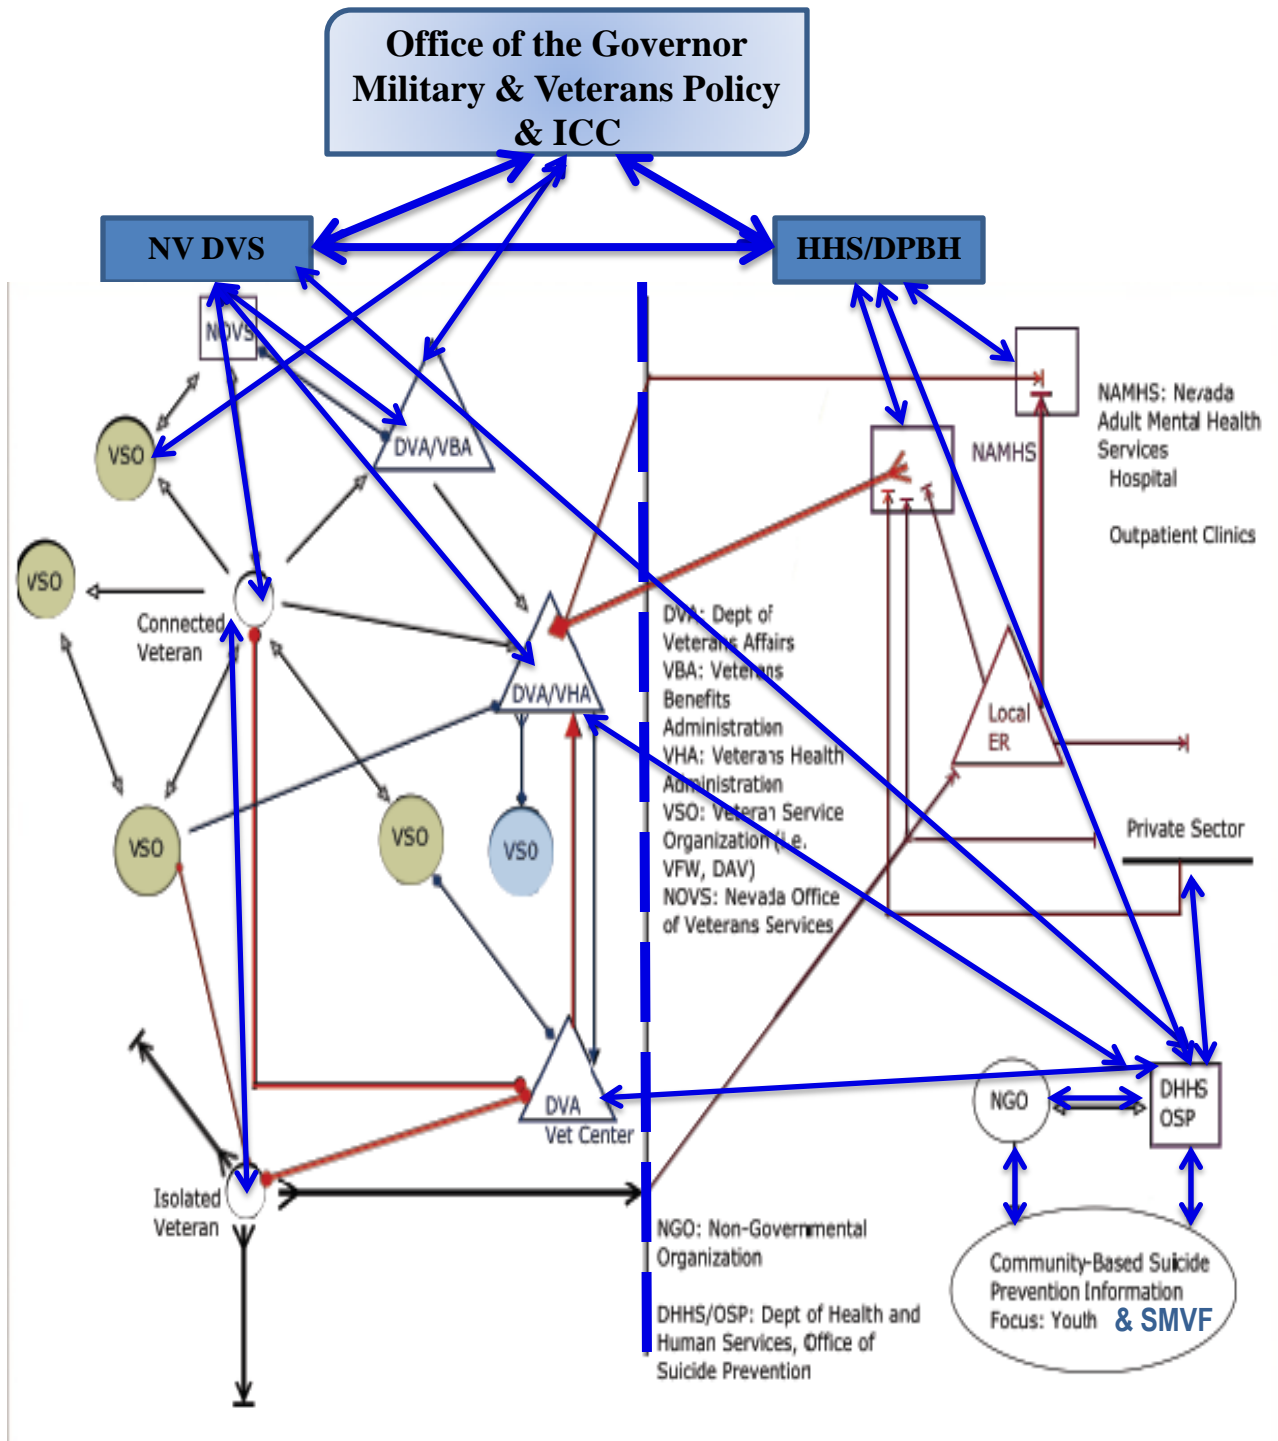 Office of the Governor
Military & Veterans Policy
& ICC
NV DVS
HHS/DPBH
NOVS
VSO
DVA/VBA
NAMHS
NAMHS: Nevada
Adult Mental Health
Services
Hospital
Outpatient Clinics
VSO
Connected
Veteran
DVA/VHA
DVA: Dept of
Veterans Affairs
VBA: Veterans
Benefits
Administration
VHA: Veterans Health
Administration
VSO: Veteran Service
Organization (i.e.
VFW, DAV)
NOVS: Nevada Office
of Veterans Services
Local
ER
Private Sector
VSO
VSO
VSO
DVA
Vet Center
NGO
DHHS
OSP
Isolated
Veteran
NGO: Non-Governmental
Organization
DHHS/OSP: Dept of Health and
Human Services, Office of
Suicide Prevention
Community-Based Suicide
Prevention Information
Focus: Youth & SMVF